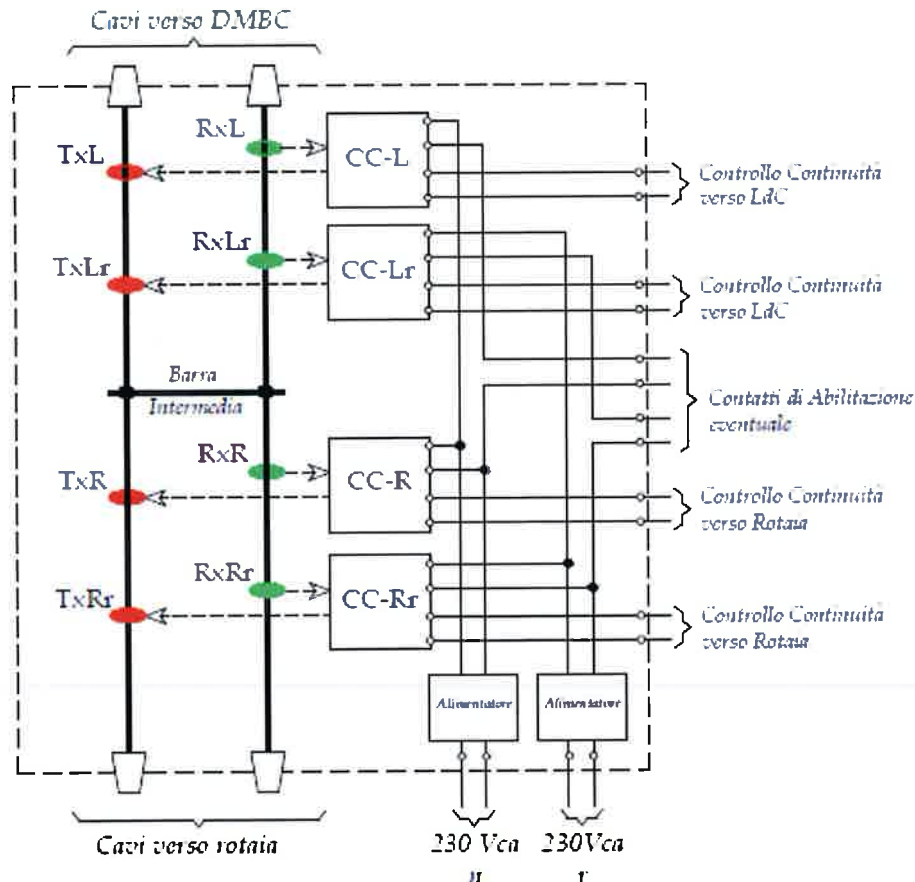 Cavi verso DMBC
RxL
TxL
CC-L
Controllo Continuità
verso LdC
RxLr
TxLr
CC-Lr
Controllo Continuità
verso LdC
Barra
Intermedia
Contatti di Abilitazione
eventuale
RxR
TxR
CC-R
Controllo Continuità
verso Rotaia
RxRr
TxRr
CC-Rr
Controllo Continuità
verso Rotaia
Alimentatore
Alimentatore
Cavi verso rotaia
230 Vca
230Vca
n
r